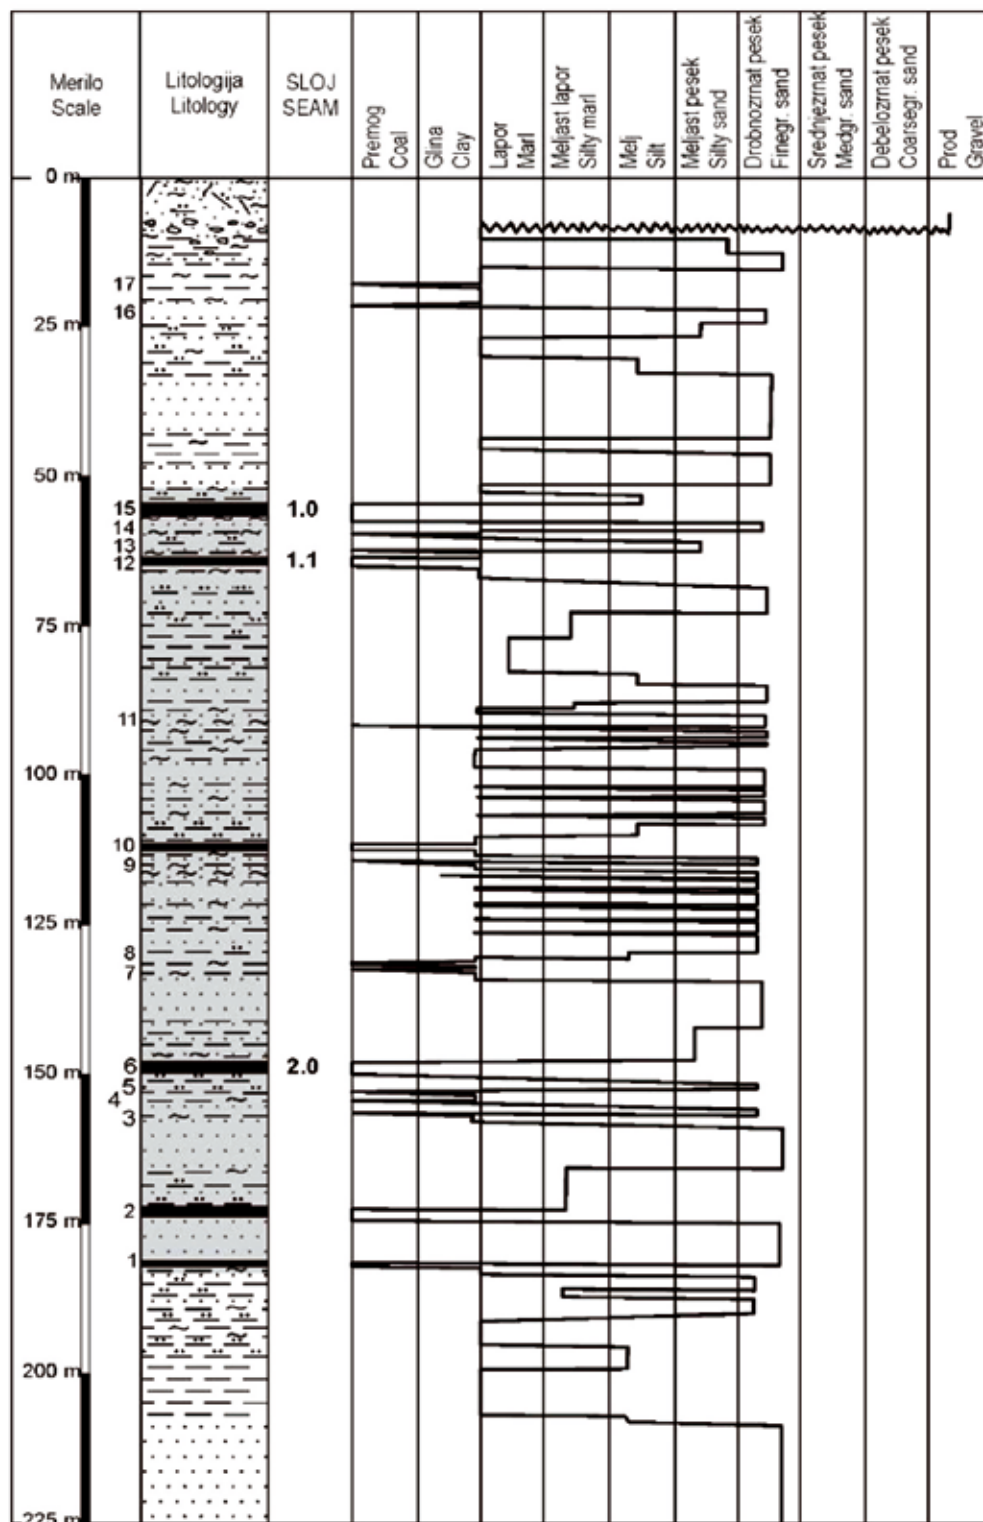 Merilo
Scale
Litologija
Litology
SLOJ
SEAM
Premog
Coal
Glina
Clay
Lapor
Marl
Meljast lapor
Silty marl
Melj
Silt
Meljast pesek
Silty sand
Drobnozrnat pesek
Finegr. sand
Srednjezrnat pesek
Medgr. sand
Debelozrnat pesek
Coarsegr. sand
Prod
Gravel
0 m
17
16
25 m
50 m
15 1.0
14
13
12 1.1
75 m
11
100 m
10
9
125 m
8
7
6 2.0
150 m
5
4
3
2
175 m
1
200 m
225 m